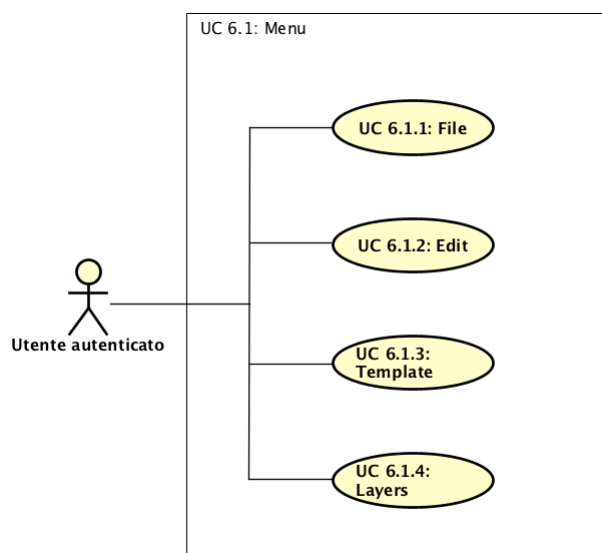 UC 6.1: Menu
UC 6.1.1: File
UC 6.1.2: Edit
Utente autenticato
UC 6.1.3:
Template
UC 6.1.4:
Layers